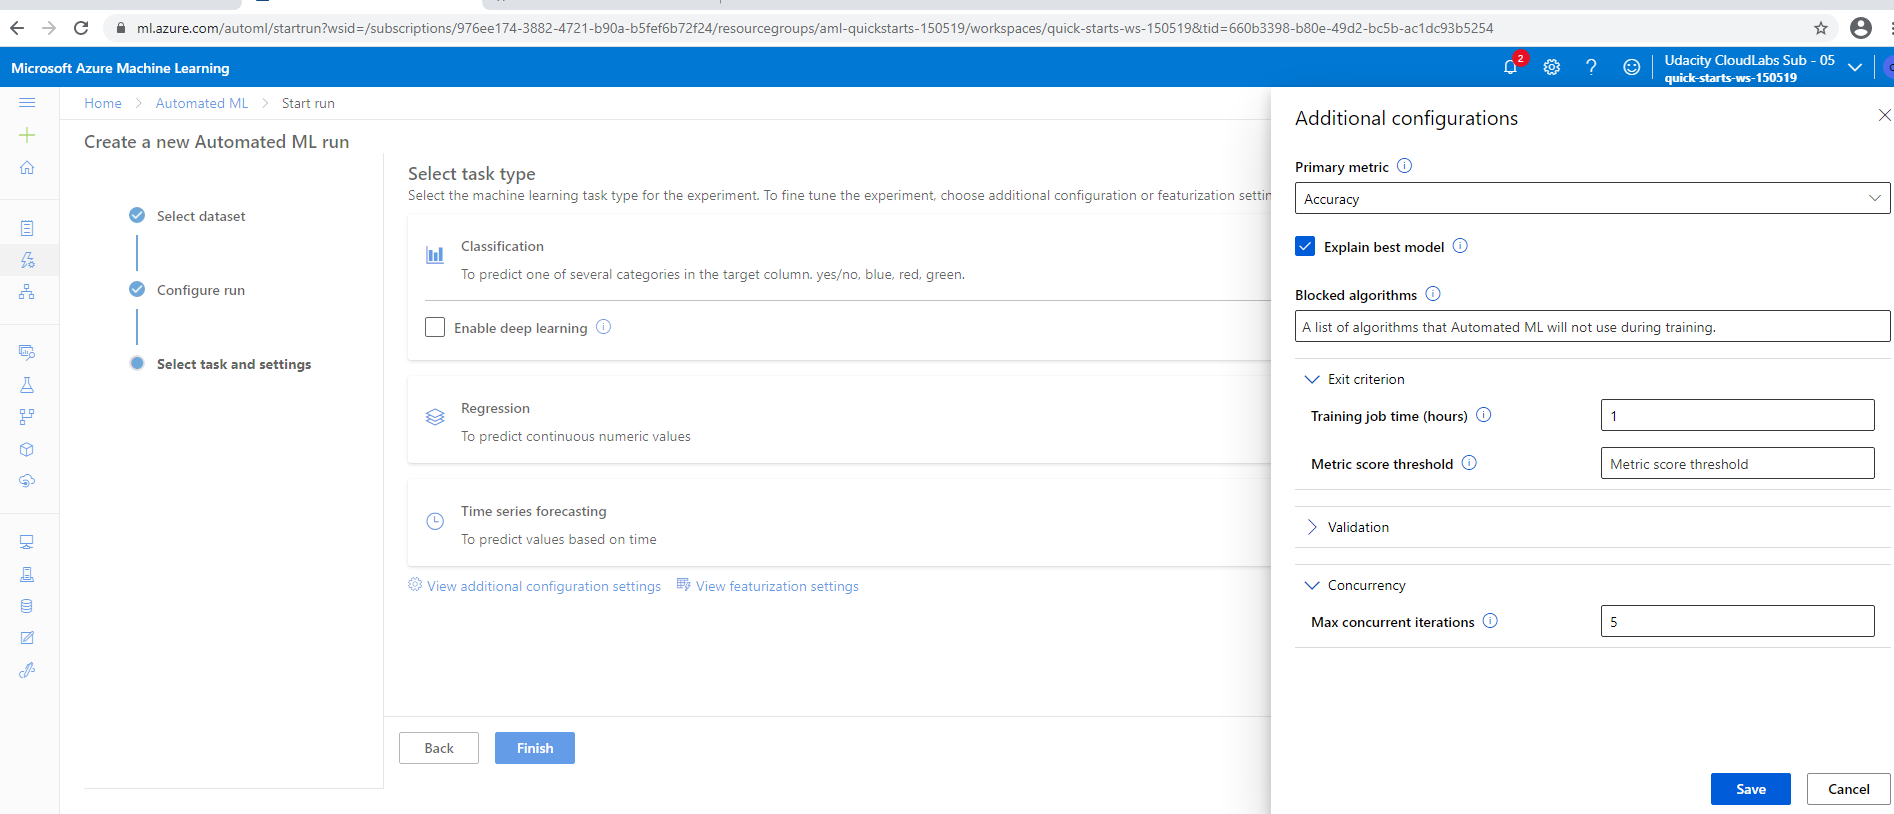 ml.azure.com/automl/startrun?wsid=/subscriptions/976ee174-3882-4721-b90a-b5fef6b72f24/resourcegroups/aml-quickstarts-150519/workspaces/quick-starts-ws-150519&tid=660b3398-b80e-49d2-bc5b-ac1dc93b5254
Microsoft Azure Machine Learning
2
?
Udacity CloudLabs Sub - 05
quick-starts-ws-150519
Home > Automated ML > Start run
Create a new Automated ML run
Select dataset
Configure run
Select task and settings
Select task type
Select the machine learning task type for the experiment. To fine tune the experiment, choose additional configuration or featurization
Classification
To predict one of several categories in the target column. yes/no, blue, red, green.
Enable deep learning
Regression
To predict continuous numeric values
Time series forecasting
To predict values based on time
View additional configuration settings View featurization settings
Back Finish
Additional configurations
Primary metric
Accuracy
Explain best model
Blocked algorithms
A list of algorithms that Automated ML will not use during training.
Exit criterion
Training job time (hours) 1
Metric score threshold Metric score threshold
Validation
Concurrency
Max concurrent iterations 5
Save Cancel